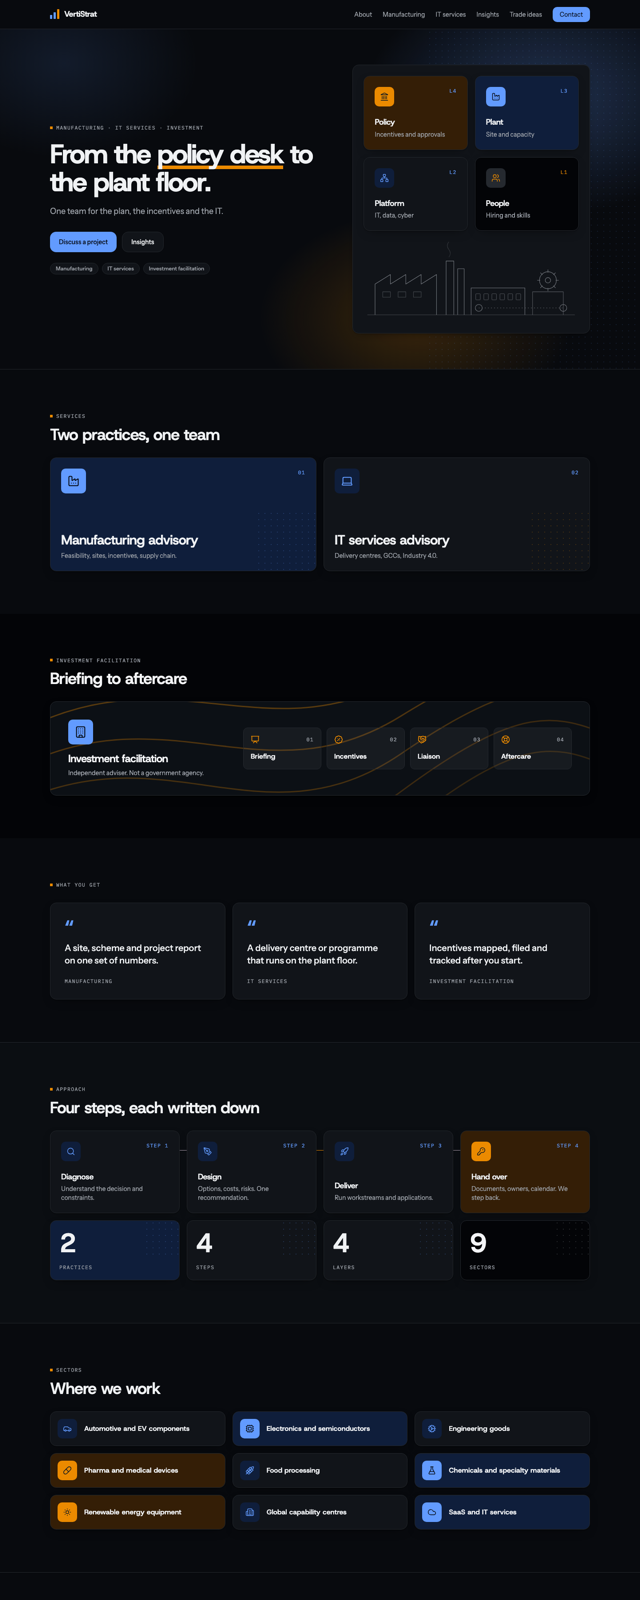 VertiStrat
About
Manufacturing
IT services
Insights
Trade ideas
Contact
MANUFACTURING · IT SERVICES · INVESTMENT
From the policy desk to
the plant floor.
One team for the plan, the incentives and the IT.
Discuss a project
Insights
Manufacturing
IT services
Investment facilitation
L4
Policy
Incentives and approvals
L3
Plant
Site and capacity
L2
Platform
IT, data, cyber
L1
People
Hiring and skills
SERVICES
Two practices, one team
01
Manufacturing advisory
Feasibility, sites, incentives, supply chain.
02
IT services advisory
Delivery centres, GCCs, Industry 4.0.
INVESTMENT FACILITATION
Briefing to aftercare
Investment facilitation
Independent adviser. Not a government agency.
01
Briefing
02
Incentives
03
Liaison
04
Aftercare
WHAT YOU GET
"
A site, scheme and project report
on one set of numbers.
MANUFACTURING
"
A delivery centre or programme
that runs on the plant floor.
IT SERVICES
"
Incentives mapped, filed and
tracked after you start.
INVESTMENT FACILITATION
APPROACH
Four steps, each written down
STEP 1
Diagnose
Understand the decision and
constraints.
STEP 2
Design
Options, costs, risks. One
recommendation.
STEP 3
Deliver
Run workstreams and applications.
STEP 4
Hand over
Documents, owners, calendar. We
step back.
2
PRACTICES
4
STEPS
4
LAYERS
9
SECTORS
SECTORS
Where we work
Automotive and EV components
Electronics and semiconductors
Engineering goods
Pharma and medical devices
Food processing
Chemicals and specialty materials
Renewable energy equipment
Global capability centres
SaaS and IT services